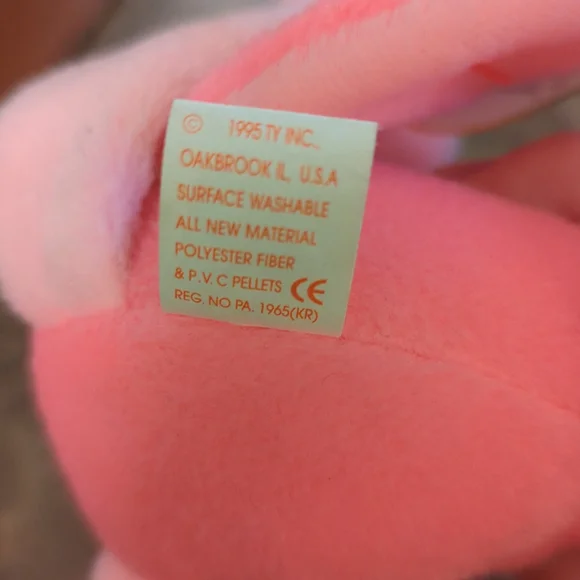 © 1995 TY INC.,
OAKBROOK IL, U.S.A
SURFACE WASHABLE
ALL NEW MATERIAL
POLYESTER FIBER
& P.V.C PELLETS CE
REG. NO PA. 1965(KR)